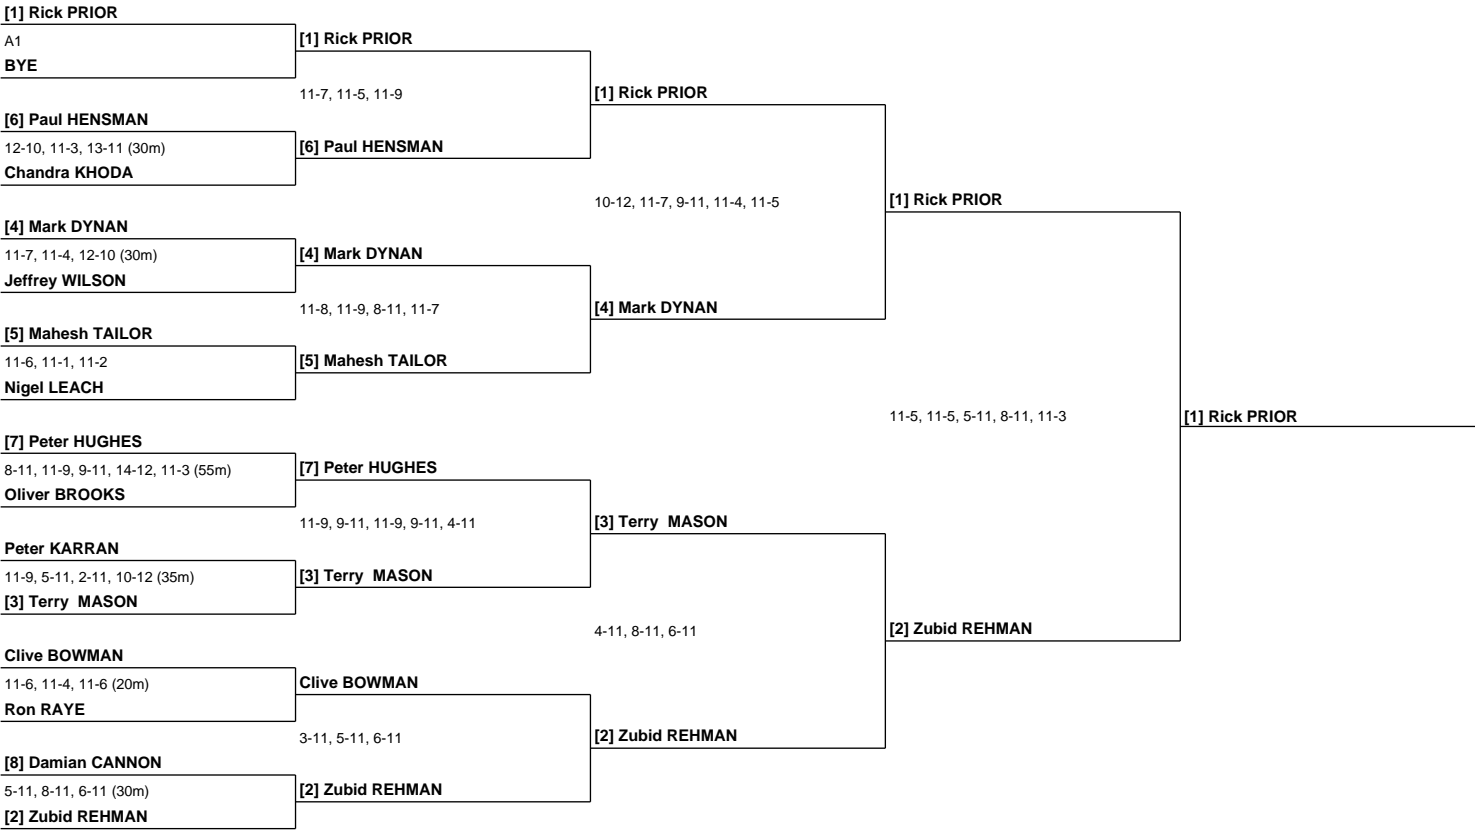 [1] Rick PRIOR
A1
BYE
[6] Paul HENSMAN
12-10, 11-3, 13-11 (30m)
Chandra KHODA
[4] Mark DYNAN
11-7, 11-4, 12-10 (30m)
Jeffrey WILSON
[5] Mahesh TAILOR
11-6, 11-1, 11-2
Nigel LEACH
[7] Peter HUGHES
8-11, 11-9, 9-11, 14-12, 11-3 (55m)
Oliver BROOKS
Peter KARRAN
11-9, 5-11, 2-11, 10-12 (35m)
[3] Terry  MASON
Clive BOWMAN
11-6, 11-4, 11-6 (20m)
Ron RAYE
[8] Damian CANNON
5-11, 8-11, 6-11 (30m)
[2] Zubid REHMAN
[1] Rick PRIOR
11-7, 11-5, 11-9
[6] Paul HENSMAN
[4] Mark DYNAN
11-8, 11-9, 8-11, 11-7
[5] Mahesh TAILOR
[7] Peter HUGHES
11-9, 9-11, 11-9, 9-11, 4-11
[3] Terry  MASON
Clive BOWMAN
3-11, 5-11, 6-11
[2] Zubid REHMAN
[1] Rick PRIOR
10-12, 11-7, 9-11, 11-4, 11-5
[4] Mark DYNAN
[3] Terry  MASON
4-11, 8-11, 6-11
[2] Zubid REHMAN
[1] Rick PRIOR
11-5, 11-5, 5-11, 8-11, 11-3
[2] Zubid REHMAN
[1] Rick PRIOR